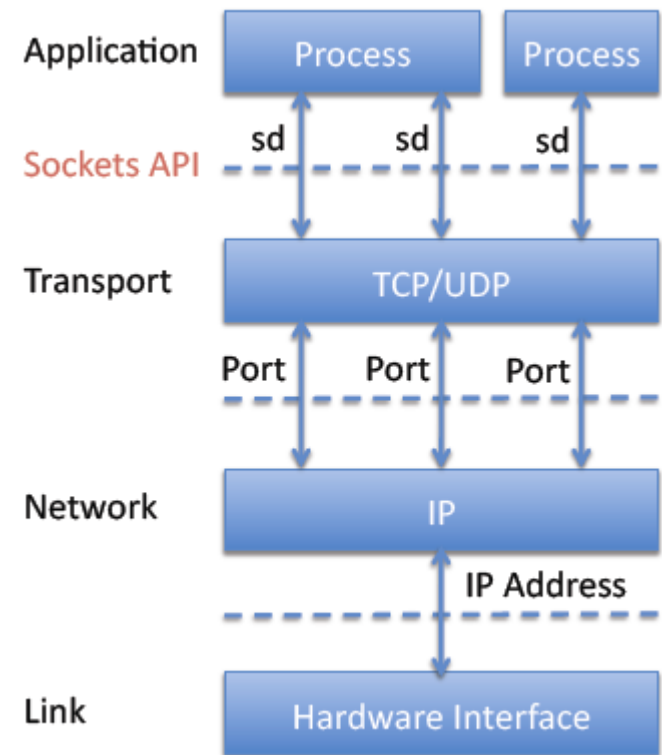 Application Process Process
sd sd sd
Sockets API
Transport TCP/UDP
Port Port Port
Network IP
IP Address
Link Hardware Interface